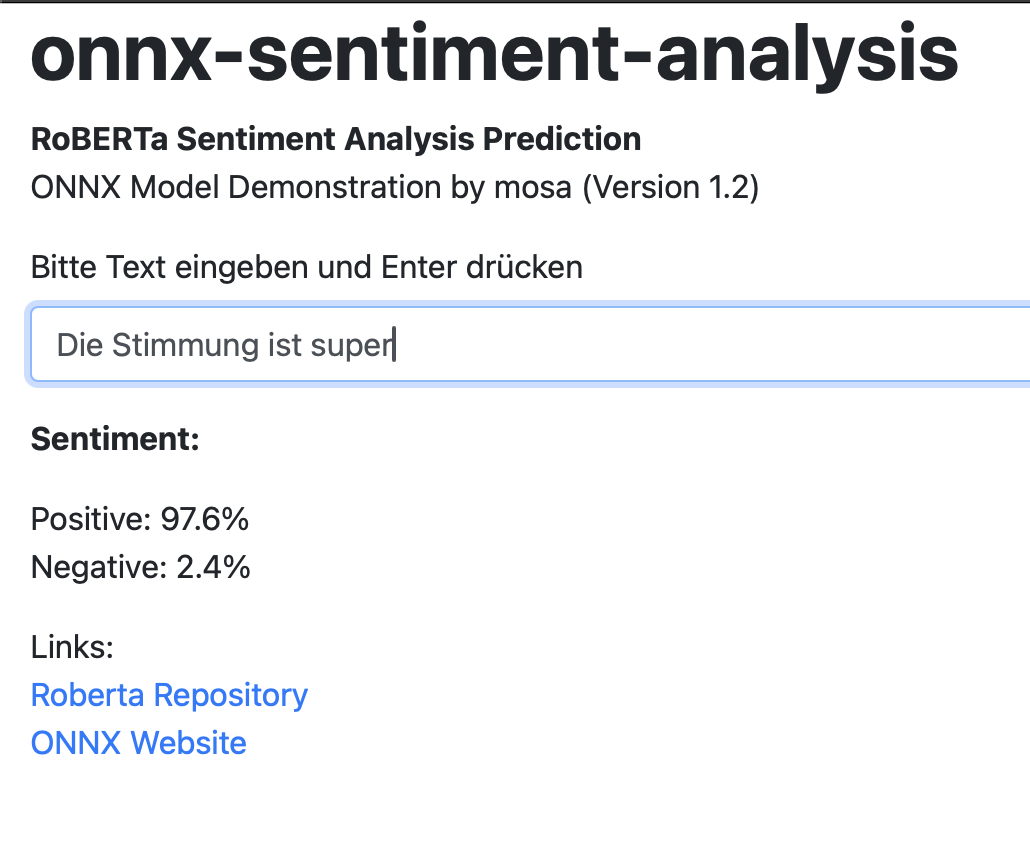 onnx-sentiment-analysis
RoBERTa Sentiment Analysis Prediction
ONNX Model Demonstration by mosa (Version 1.2)
Bitte Text eingeben und Enter drücken
Die Stimmung ist super
Sentiment:
Positive: 97.6%
Negative: 2.4%
Links:
Roberta Repository
ONNX Website